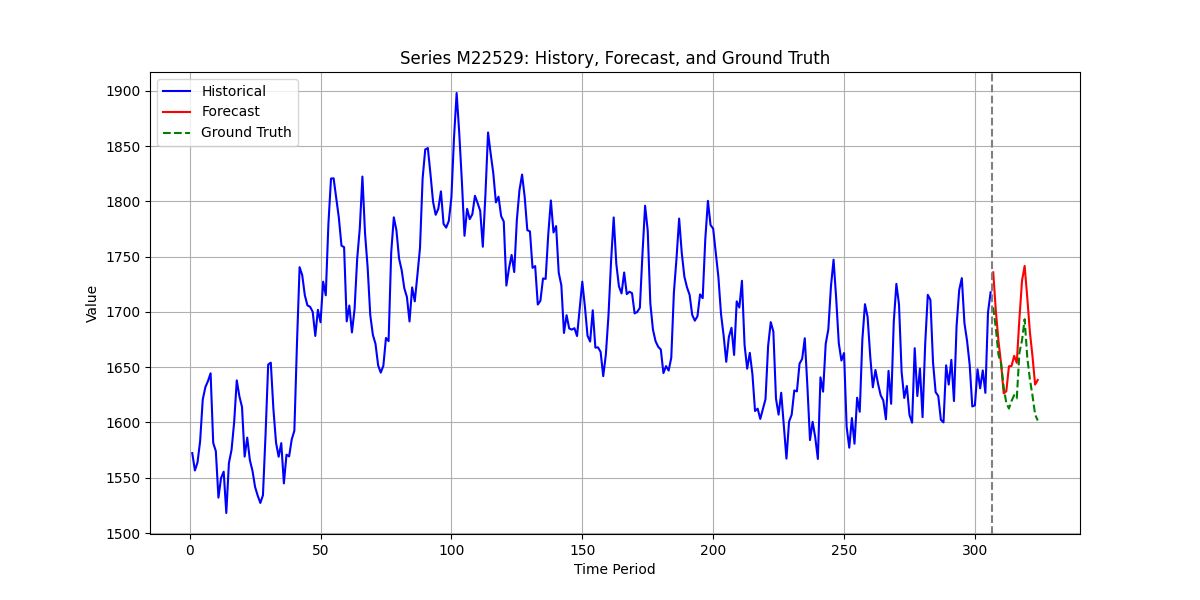 Series M22529: History, Forecast, and Ground Truth
Historical
Forecast
Ground Truth
Value
1900
1850
1800
1750
1700
1650
1600
1550
1500
0 50 100 150 200 250 300
Time Period